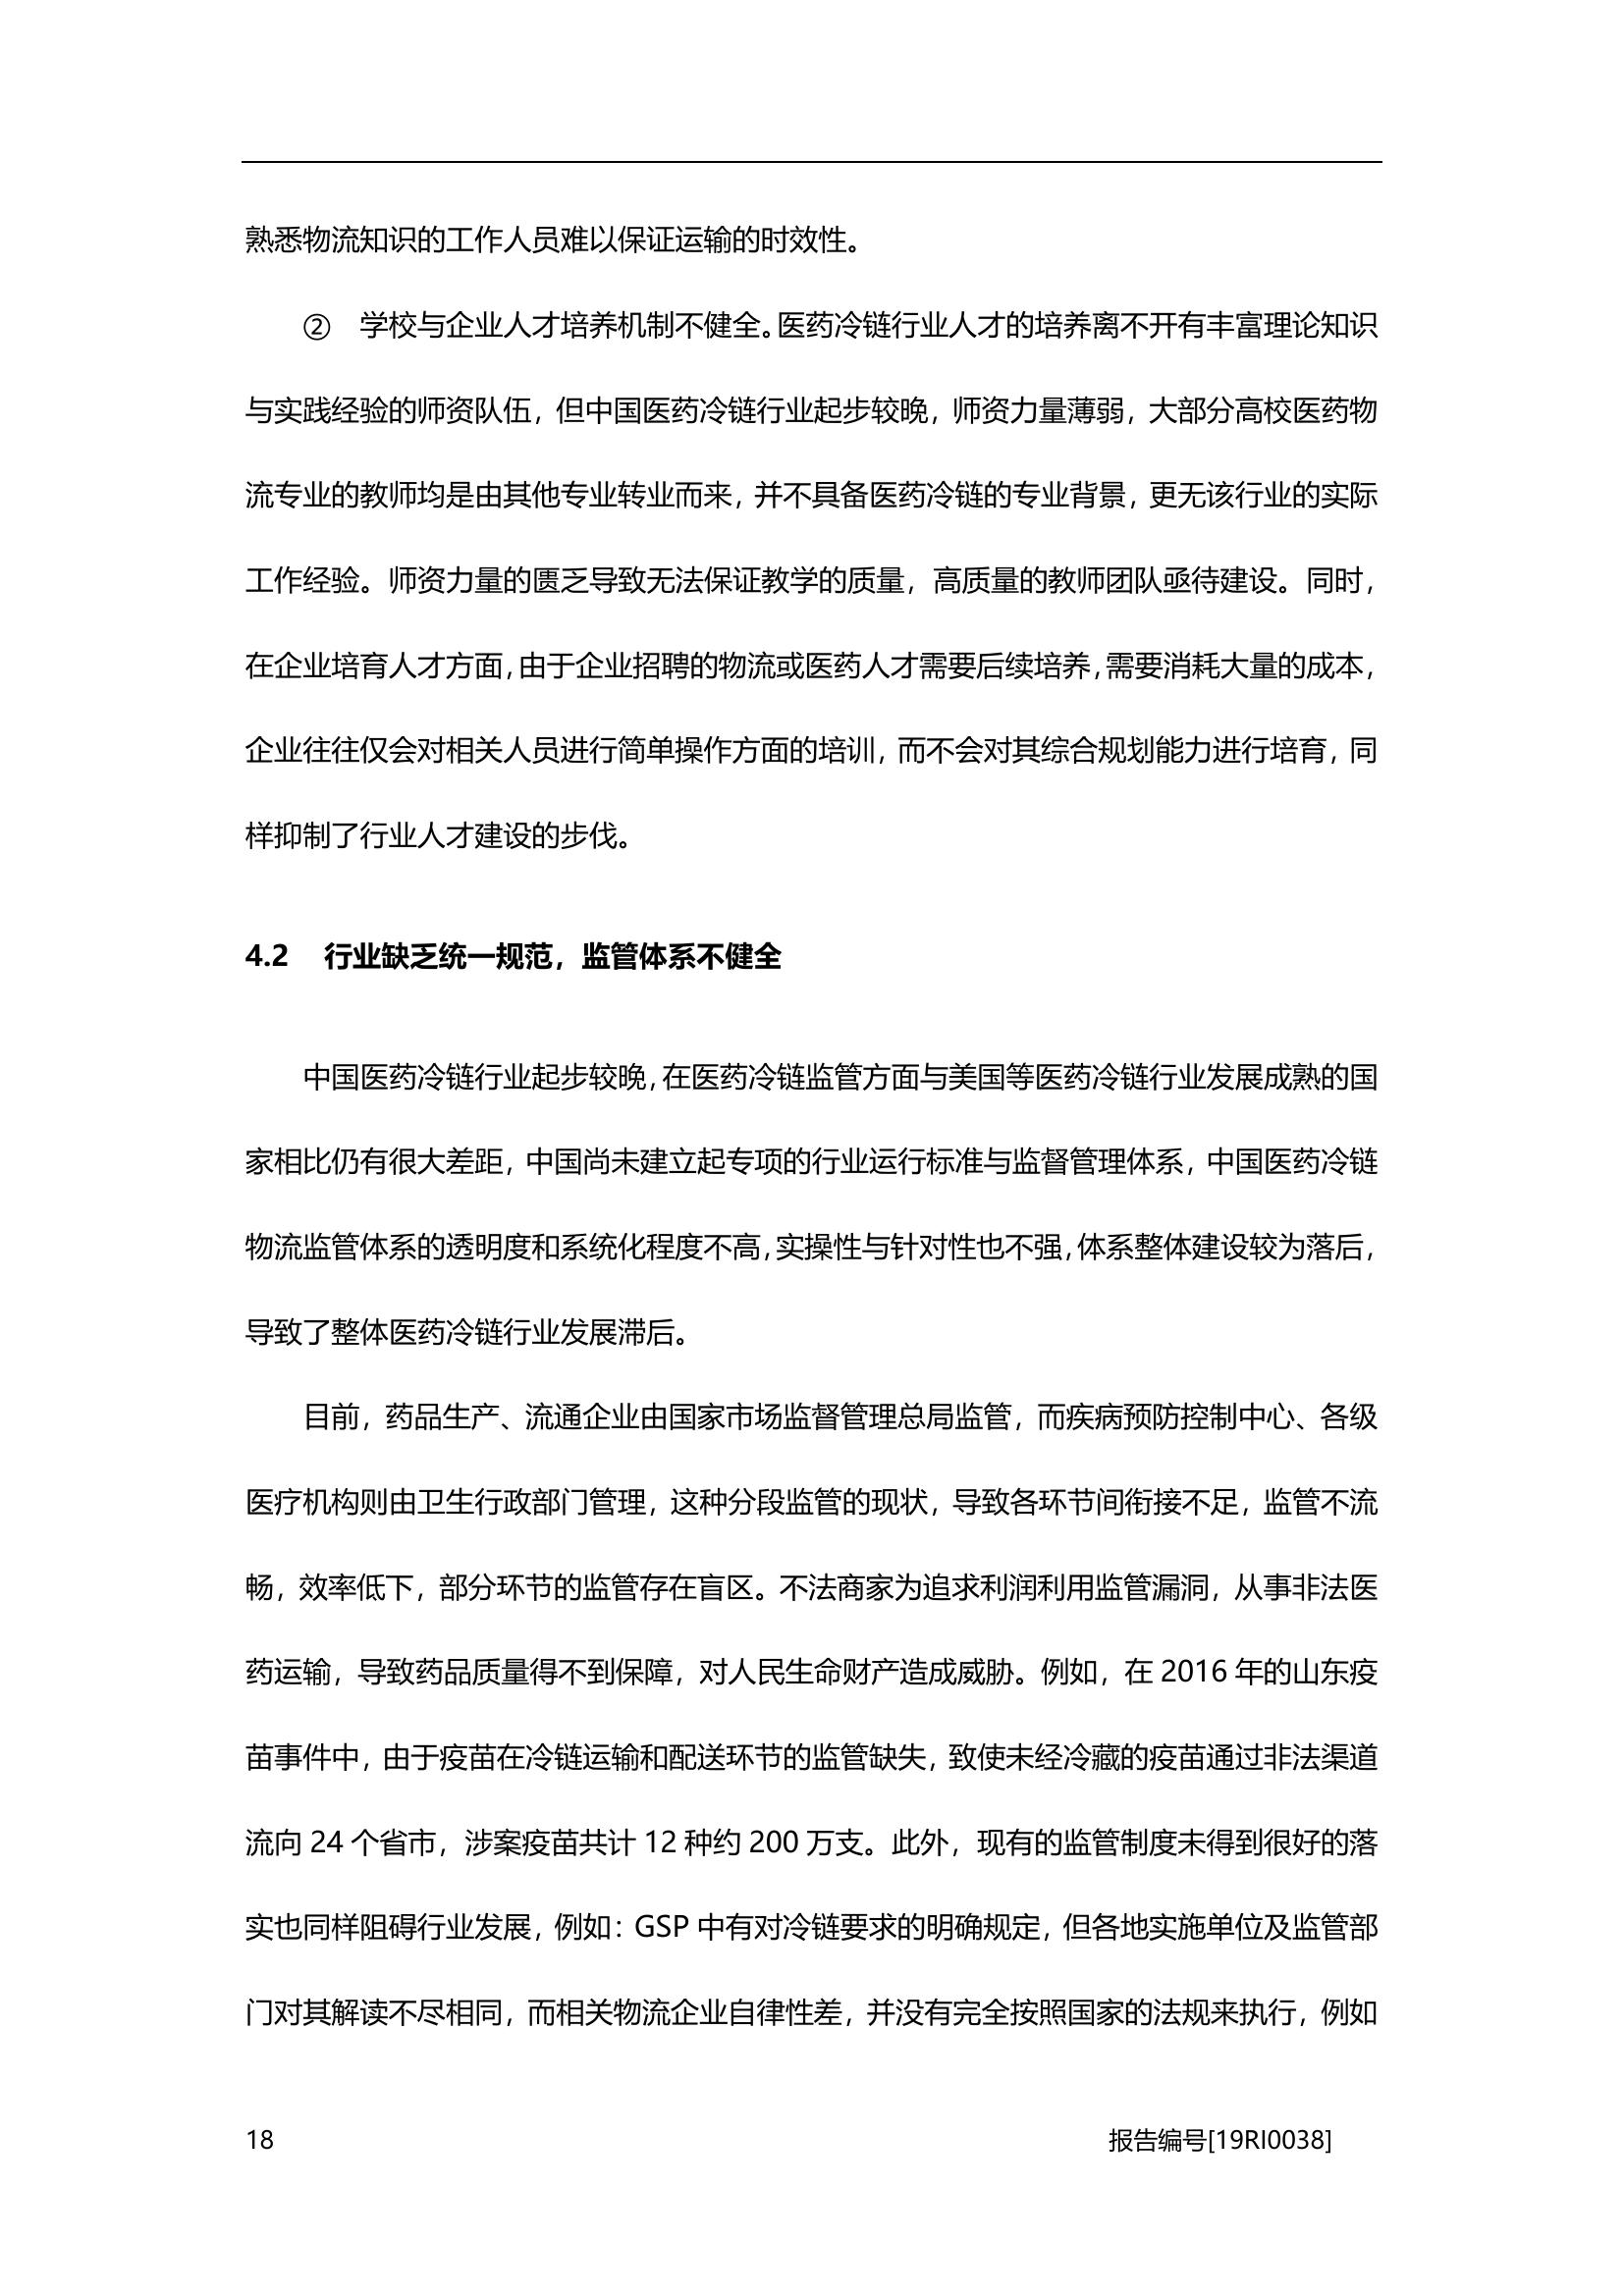 熟悉物流知识的工作人员难以保证运输的时效性。
② 学校与企业人才培养机制不健全。医药冷链行业人才的培养离不开有丰富理论知识
与实践经验的师资队伍，但中国医药冷链行业起步较晚，师资力量薄弱，大部分高校医药物
流专业的教师均是由其他专业转业而来，并不具备医药冷链的专业背景，更无该行业的实际
工作经验。师资力量的匮乏导致无法保证教学的质量，高质量的教师团队亟待建设。同时，
在企业培育人才方面，由于企业招聘的物流或医药人才需要后续培养，需要消耗大量的成本，
企业往往仅会对相关人员进行简单操作方面的培训，而不会对其综合规划能力进行培育，同
样抑制了行业人才建设的步伐。
4.2 行业缺乏统一规范，监管体系不健全
中国医药冷链行业起步较晚，在医药冷链监管方面与美国等医药冷链行业发展成熟的国
家相比仍有很大差距，中国尚未建立起专项的行业运行标准与监督管理体系，中国医药冷链
物流监管体系的透明度和系统化程度不高，实操性与针对性也不强，体系整体建设较为落后，
导致了整体医药冷链行业发展滞后。
目前，药品生产、流通企业由国家市场监督管理总局监管，而疾病预防控制中心、各级
医疗机构则由卫生行政部门管理，这种分段监管的现状，导致各环节间衔接不足，监管不流
畅，效率低下，部分环节的监管存在盲区。不法商家为追求利润利用监管漏洞，从事非法医
药运输，导致药品质量得不到保障，对人民生命财产造成威胁。例如，在 2016 年的山东疫
苗事件中，由于疫苗在冷链运输和配送环节的监管缺失，致使未经冷藏的疫苗通过非法渠道
流向 24 个省市，涉案疫苗共计 12 种约 200 万支。此外，现有的监管制度未得到很好的落
实也同样阻碍行业发展，例如：GSP 中有对冷链要求的明确规定，但各地实施单位及监管部
门对其解读不尽相同，而相关物流企业自律性差，并没有完全按照国家的法规来执行，例如
18 报告编号[19RI0038]